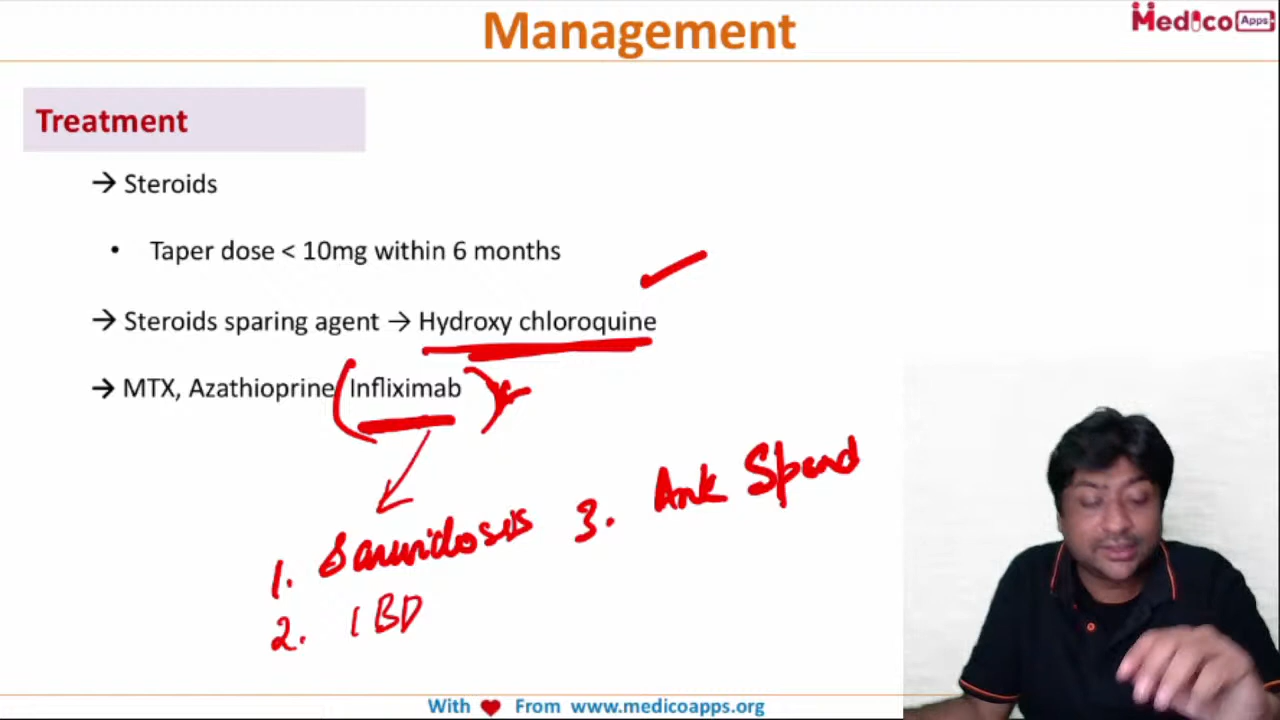 Management
Medico Apps
Treatment
→ Steroids
• Taper dose < 10mg within 6 months
→ Steroids sparing agent → Hydroxy chloroquine
→ MTX, Azathioprine (Infliximab)
1. Sarcidosis 3. Ank Spond
2. IBD
With ❤ From www.medicoapps.org